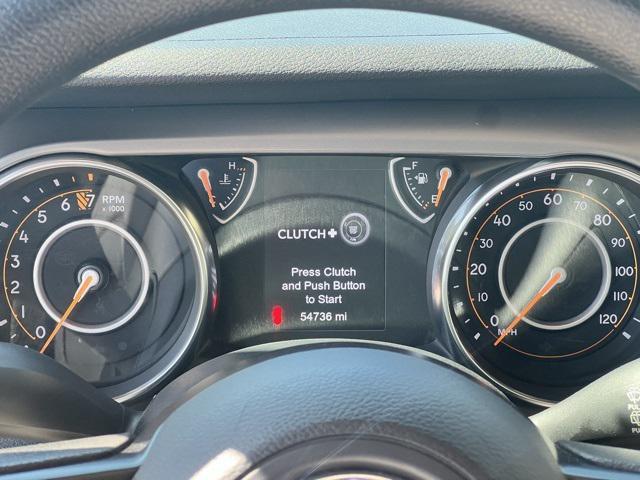 H
F
E
RPM
x 1000
0
1
2
3
4
5
6
7
CLUTCH+
Press Clutch
and Push Button
to Start
54736 mi
0
10
20
30
40
50
60
70
80
90
100
110
120
MPH